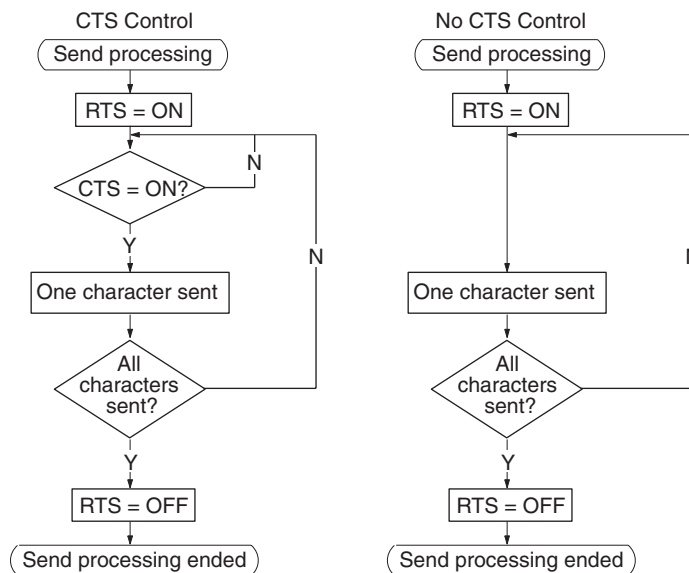 CTS Control
Send processing
RTS = ON
N
CTS = ON?
Y
N
One character sent
All
characters
sent?
Y
RTS = OFF
Send processing ended
No CTS Control
Send processing
RTS = ON
N
One character sent
All
characters
sent?
Y
RTS = OFF
Send processing ended